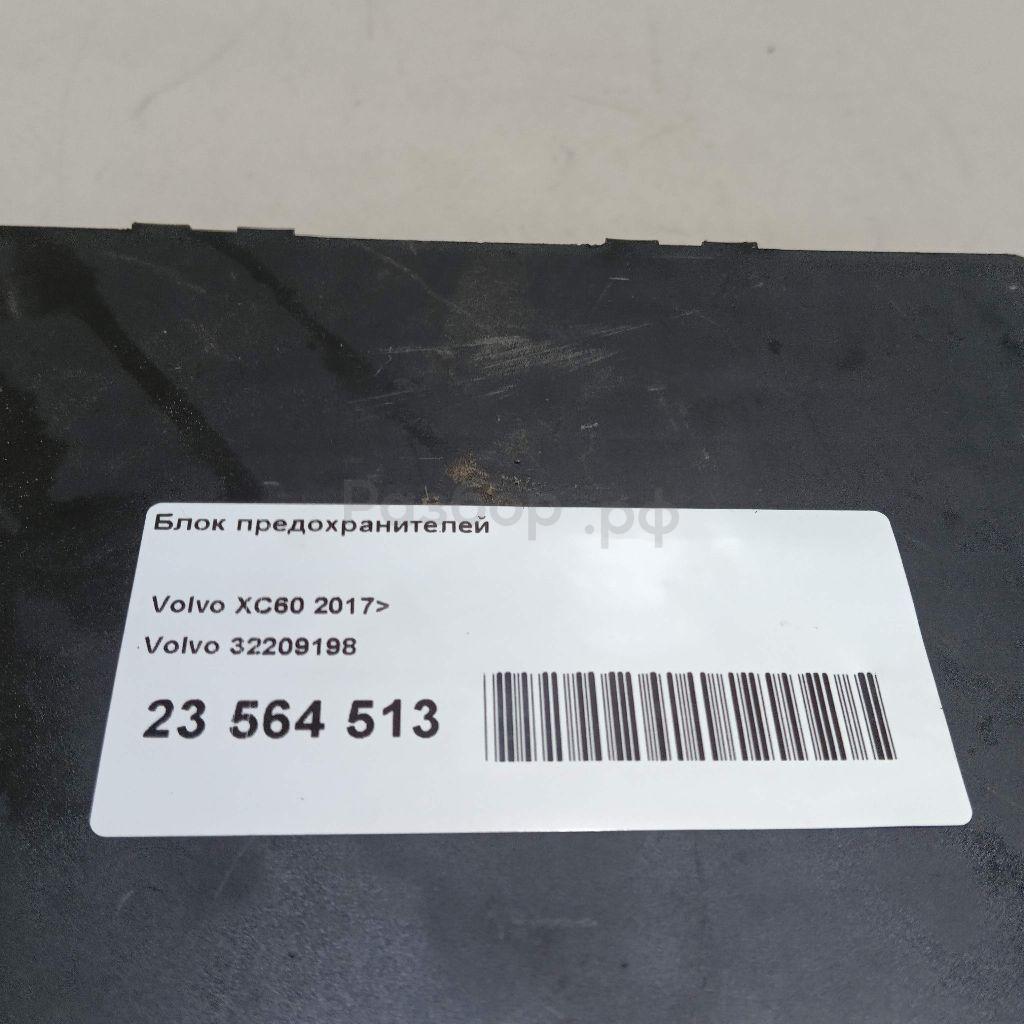 Разбор.рф
Блок предохранителей
Volvo XC60 2017>
Volvo 32209198
23 564 513